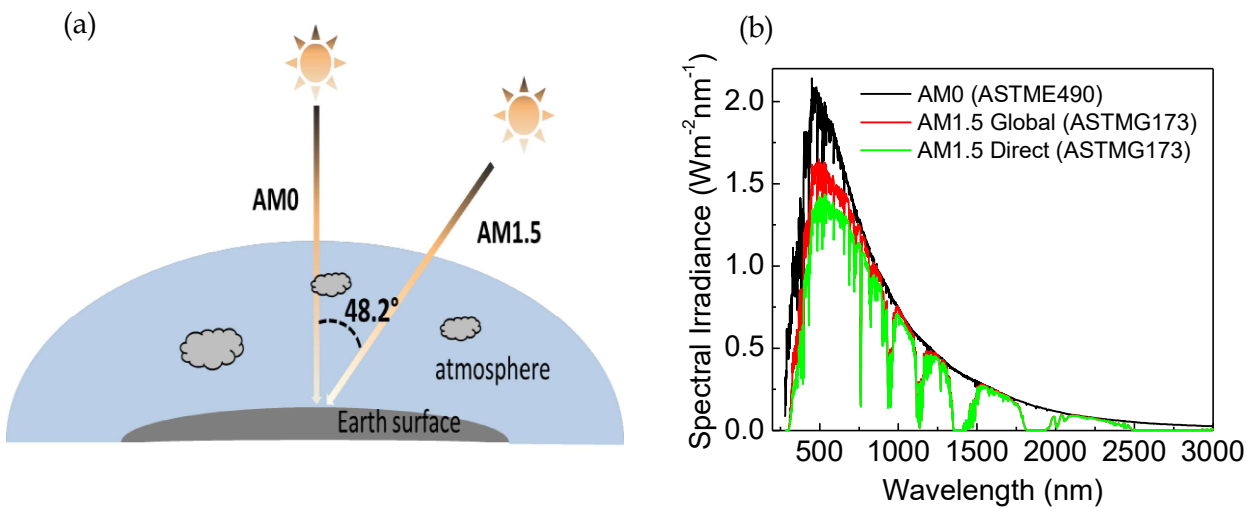 (a)
AM0
AM1.5
48.2°
atmosphere
Earth surface
(b)
AM0 (ASTME490)
AM1.5 Global (ASTMG173)
AM1.5 Direct (ASTMG173)
Spectral Irradiance (Wm⁻²nm⁻¹)
2.0
1.5
1.0
0.5
0.0
500 1000 1500 2000 2500 3000
Wavelength (nm)